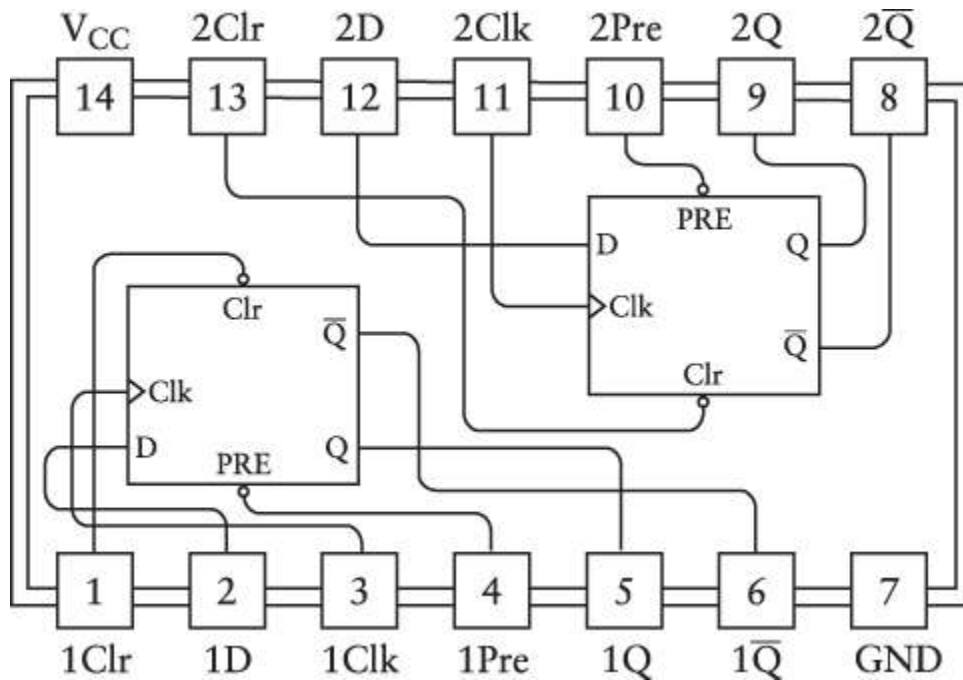 V_CC 2Clr 2D 2Clk 2Pre 2Q 2Q̅
14 13 12 11 10 9 8
PRE
D Q
Clk
Q̅
Clr
Clr
Q̅
Clk
D Q
PRE
1 2 3 4 5 6 7
1Clr 1D 1Clk 1Pre 1Q 1Q̅ GND